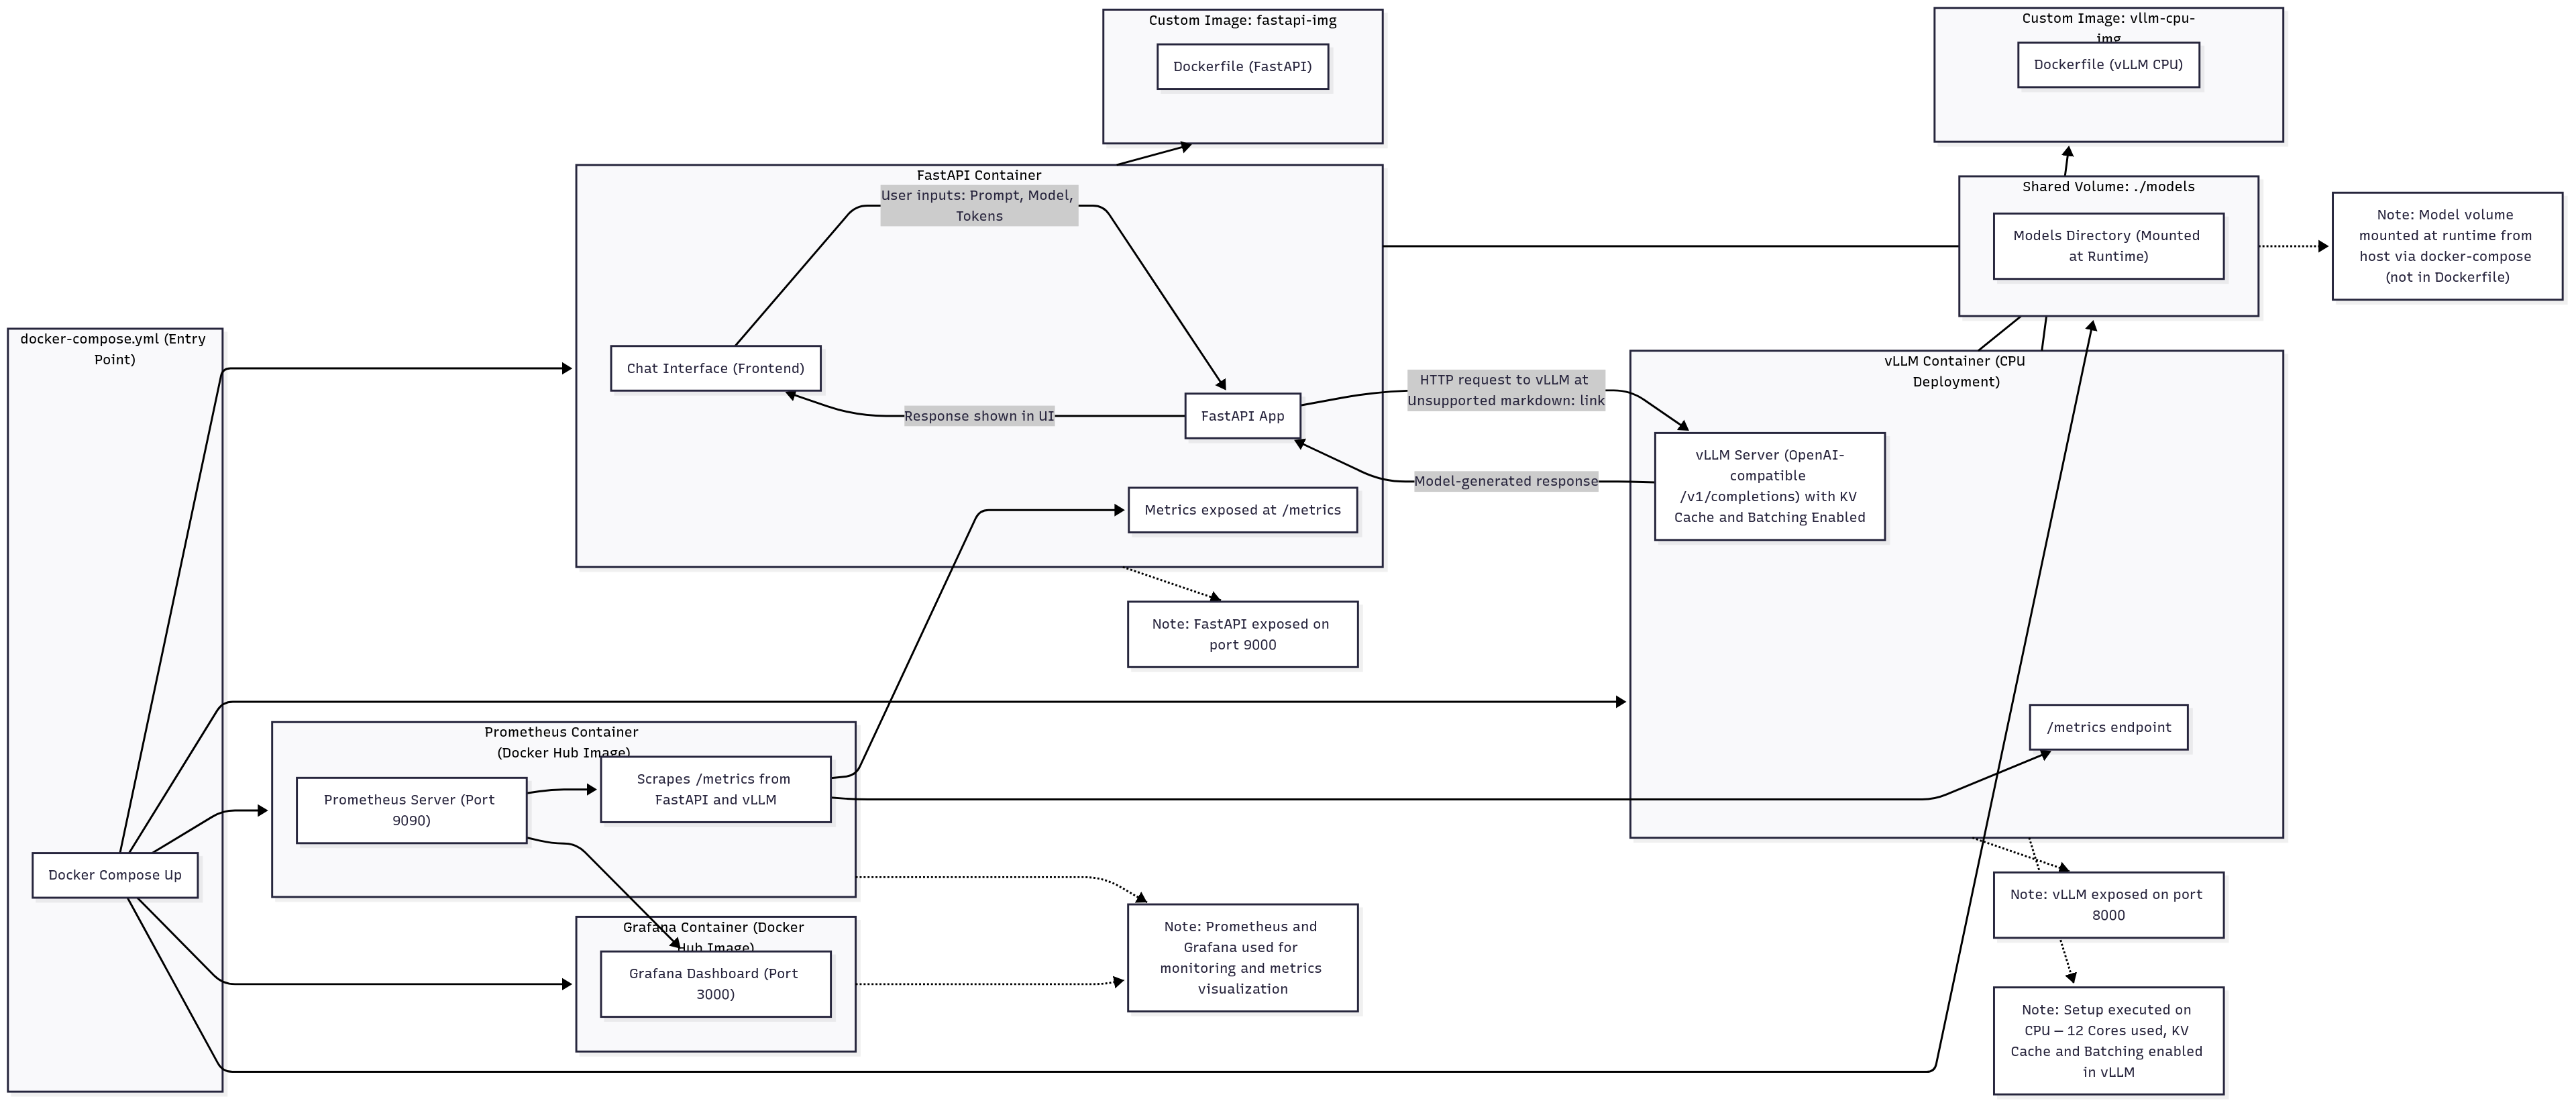 Custom Image: fastapi-img
Dockerfile (FastAPI)
Custom Image: vllm-cpu-
img
Dockerfile (vLLM CPU)
FastAPI Container
User inputs: Prompt, Model,
Tokens
Chat Interface (Frontend)
FastAPI App
Response shown in UI
Metrics exposed at /metrics
Shared Volume: ./models
Models Directory (Mounted
at Runtime)
Note: Model volume
mounted at runtime from
host via docker-compose
(not in Dockerfile)
docker-compose.yml (Entry
Point)
Docker Compose Up
HTTP request to vLLM at
Unsupported markdown: link
Model-generated response
vLLM Container (CPU
Deployment)
vLLM Server (OpenAI-
compatible
/v1/completions) with KV
Cache and Batching Enabled
/metrics endpoint
Note: FastAPI exposed on
port 9000
Prometheus Container
(Docker Hub Image)
Prometheus Server (Port
9090)
Scrapes /metrics from
FastAPI and vLLM
Grafana Container (Docker
Hub Image)
Grafana Dashboard (Port
3000)
Note: Prometheus and
Grafana used for
monitoring and metrics
visualization
Note: vLLM exposed on port
8000
Note: Setup executed on
CPU — 12 Cores used, KV
Cache and Batching enabled
in vLLM